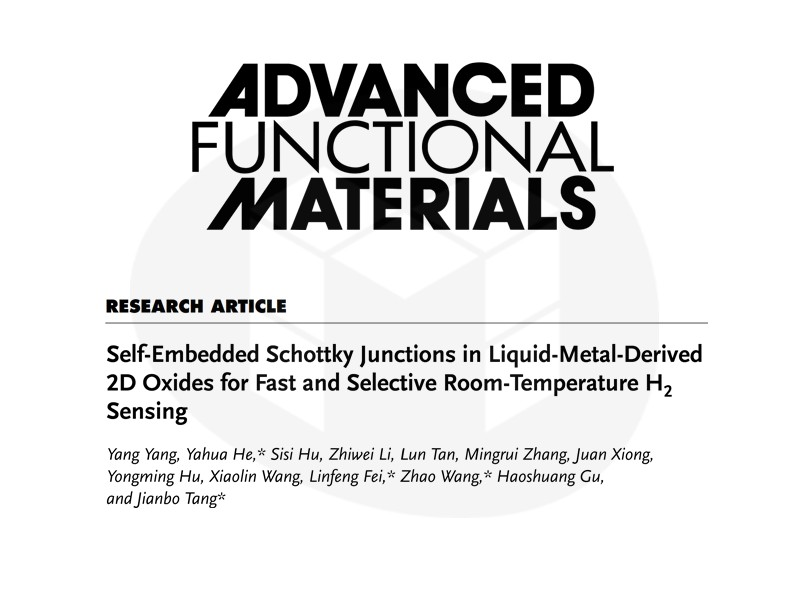 ADVANCED
FUNCTIONAL
MATERIALS
RESEARCH ARTICLE
Self-Embedded Schottky Junctions in Liquid-Metal-Derived
2D Oxides for Fast and Selective Room-Temperature H₂
Sensing
Yang Yang, Yahua He,* Sisi Hu, Zhiwei Li, Lun Tan, Mingrui Zhang, Juan Xiong,
Yongming Hu, Xiaolin Wang, Linfeng Fei,* Zhao Wang,* Haoshuang Gu,
and Jianbo Tang*